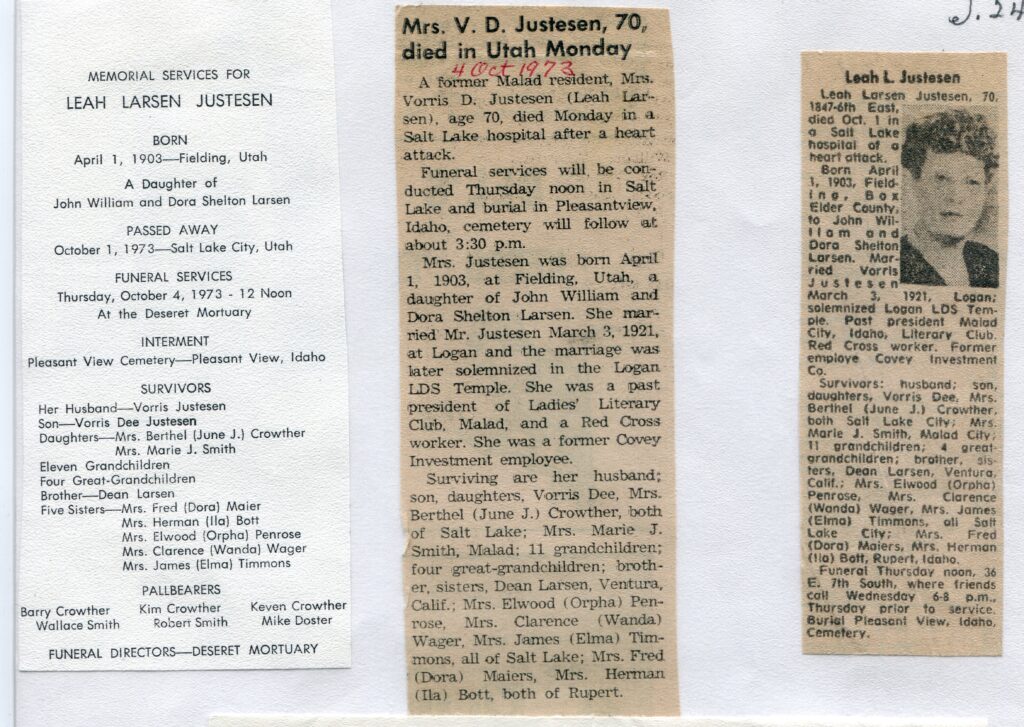 J. 24
MEMORIAL SERVICES FOR
LEAH LARSEN JUSTESEN
BORN
April 1, 1903—Fielding, Utah
A Daughter of
John William and Dora Shelton Larsen
PASSED AWAY
October 1, 1973—Salt Lake City, Utah
FUNERAL SERVICES
Thursday, October 4, 1973 - 12 Noon
At the Deseret Mortuary
INTERMENT
Pleasant View Cemetery—Pleasant View, Idaho
SURVIVORS
Her Husband—Vorris Justesen
Son—Vorris Dee Justesen
Daughters—Mrs. Berthel (June J.) Crowther
Mrs. Marie J. Smith
Eleven Grandchildren
Four Great-Grandchildren
Brother—Dean Larsen
Five Sisters—Mrs. Fred (Dora) Maier
Mrs. Herman (Ila) Bott
Mrs. Elwood (Orpha) Penrose
Mrs. Clarence (Wanda) Wager
Mrs. James (Elma) Timmons
PALLBEARERS
Barry Crowther Kim Crowther Keven Crowther
Wallace Smith Robert Smith Mike Doster
FUNERAL DIRECTORS—DESERET MORTUARY
Mrs. V. D. Justesen, 70,
died in Utah Monday
4 Oct 1973
A former Malad resident, Mrs.
Vorris D. Justesen (Leah Lar-
sen), age 70, died Monday in a
Salt Lake hospital after a heart
attack.
Funeral services will be con-
ducted Thursday noon in Salt
Lake and burial in Pleasantview,
Idaho, cemetery will follow at
about 3:30 p.m.
Mrs. Justesen was born April
1, 1903, at Fielding, Utah, a
daughter of John William and
Dora Shelton Larsen. She mar-
ried Mr. Justesen March 3, 1921,
at Logan and the marriage was
later solemnized in the Logan
LDS Temple. She was a past
president of Ladies' Literary
Club, Malad, and a Red Cross
worker. She was a former Covey
Investment employee.
Surviving are her husband;
son, daughters, Vorris Dee, Mrs.
Berthel (June J.) Crowther, both
of Salt Lake; Mrs. Marie J.
Smith, Malad; 11 grandchildren;
four great-grandchildren; broth-
er, sisters, Dean Larsen, Ventura,
Calif.; Mrs. Elwood (Orpha) Pen-
rose, Mrs. Clarence (Wanda)
Wager, Mrs. James (Elma) Tim-
mons, all of Salt Lake; Mrs. Fred
(Dora) Maiers, Mrs. Herman
(Ila) Bott, both of Rupert.
Leah L. Justesen
Leah Larsen Justesen, 70,
1847-6th East,
died Oct. 1 in
a Salt Lake
hospital of a
heart attack.
Born April
1, 1903, Field-
ing, Box
Elder County,
to John Wil-
liam and
Dora Shelton
Larsen. Mar-
ried Vorris
Justesen
March 3, 1921, Logan;
solemnized Logan LDS Tem-
ple. Past president Malad
City, Idaho, Literary Club.
Red Cross worker. Former
employe Covey Investment
Co.
Survivors: husband; son,
daughters, Vorris Dee, Mrs.
Berthel (June J.) Crowther,
both Salt Lake City; Mrs.
Marie J. Smith, Malad City;
11 grandchildren; 4 great-
grandchildren; brother, sis-
ters, Dean Larsen, Ventura,
Calif.; Mrs. Elwood (Orpha)
Penrose, Mrs. Clarence
(Wanda) Wager, Mrs. James
(Elma) Timmons, all Salt
Lake City; Mrs. Fred
(Dora) Maiers, Mrs. Herman
(Ila) Bott, Rupert, Idaho.
Funeral Thursday noon, 36
E. 7th South, where friends
call Wednesday 6-8 p.m.,
Thursday prior to service.
Burial Pleasant View, Idaho,
Cemetery.